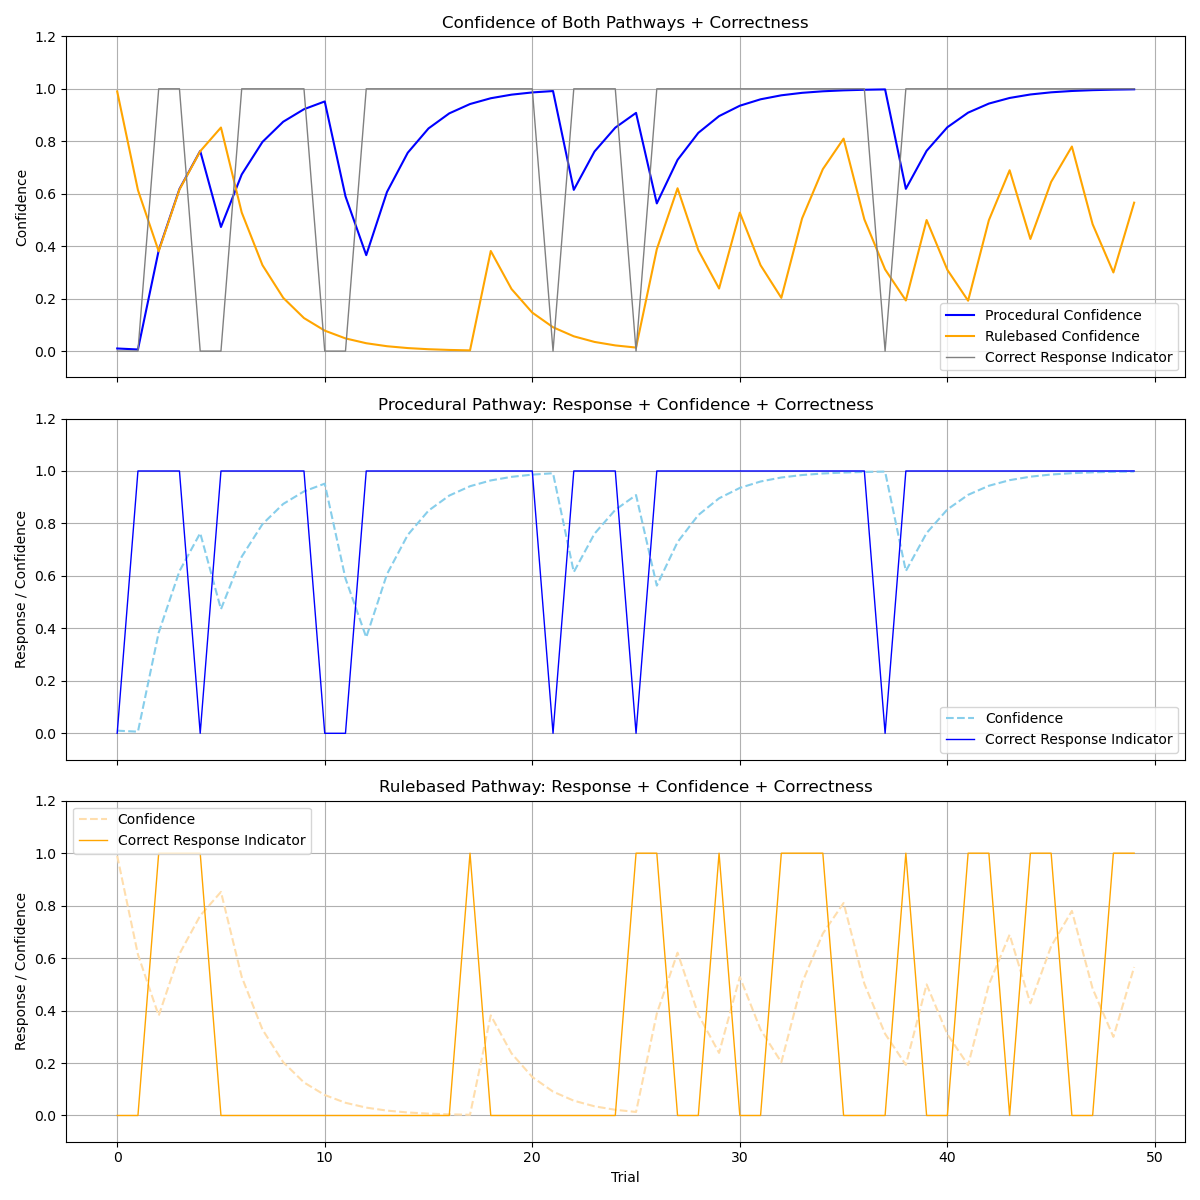 Confidence of Both Pathways + Correctness
1.2
1.0
0.8
0.6
0.4
0.2
0.0
Confidence
Procedural Confidence
Rulebased Confidence
Correct Response Indicator
Procedural Pathway: Response + Confidence + Correctness
1.2
1.0
0.8
0.6
0.4
0.2
0.0
Response / Confidence
Confidence
Correct Response Indicator
Rulebased Pathway: Response + Confidence + Correctness
1.2
1.0
0.8
0.6
0.4
0.2
0.0
Response / Confidence
Confidence
Correct Response Indicator
0 10 20 30 40 50
Trial